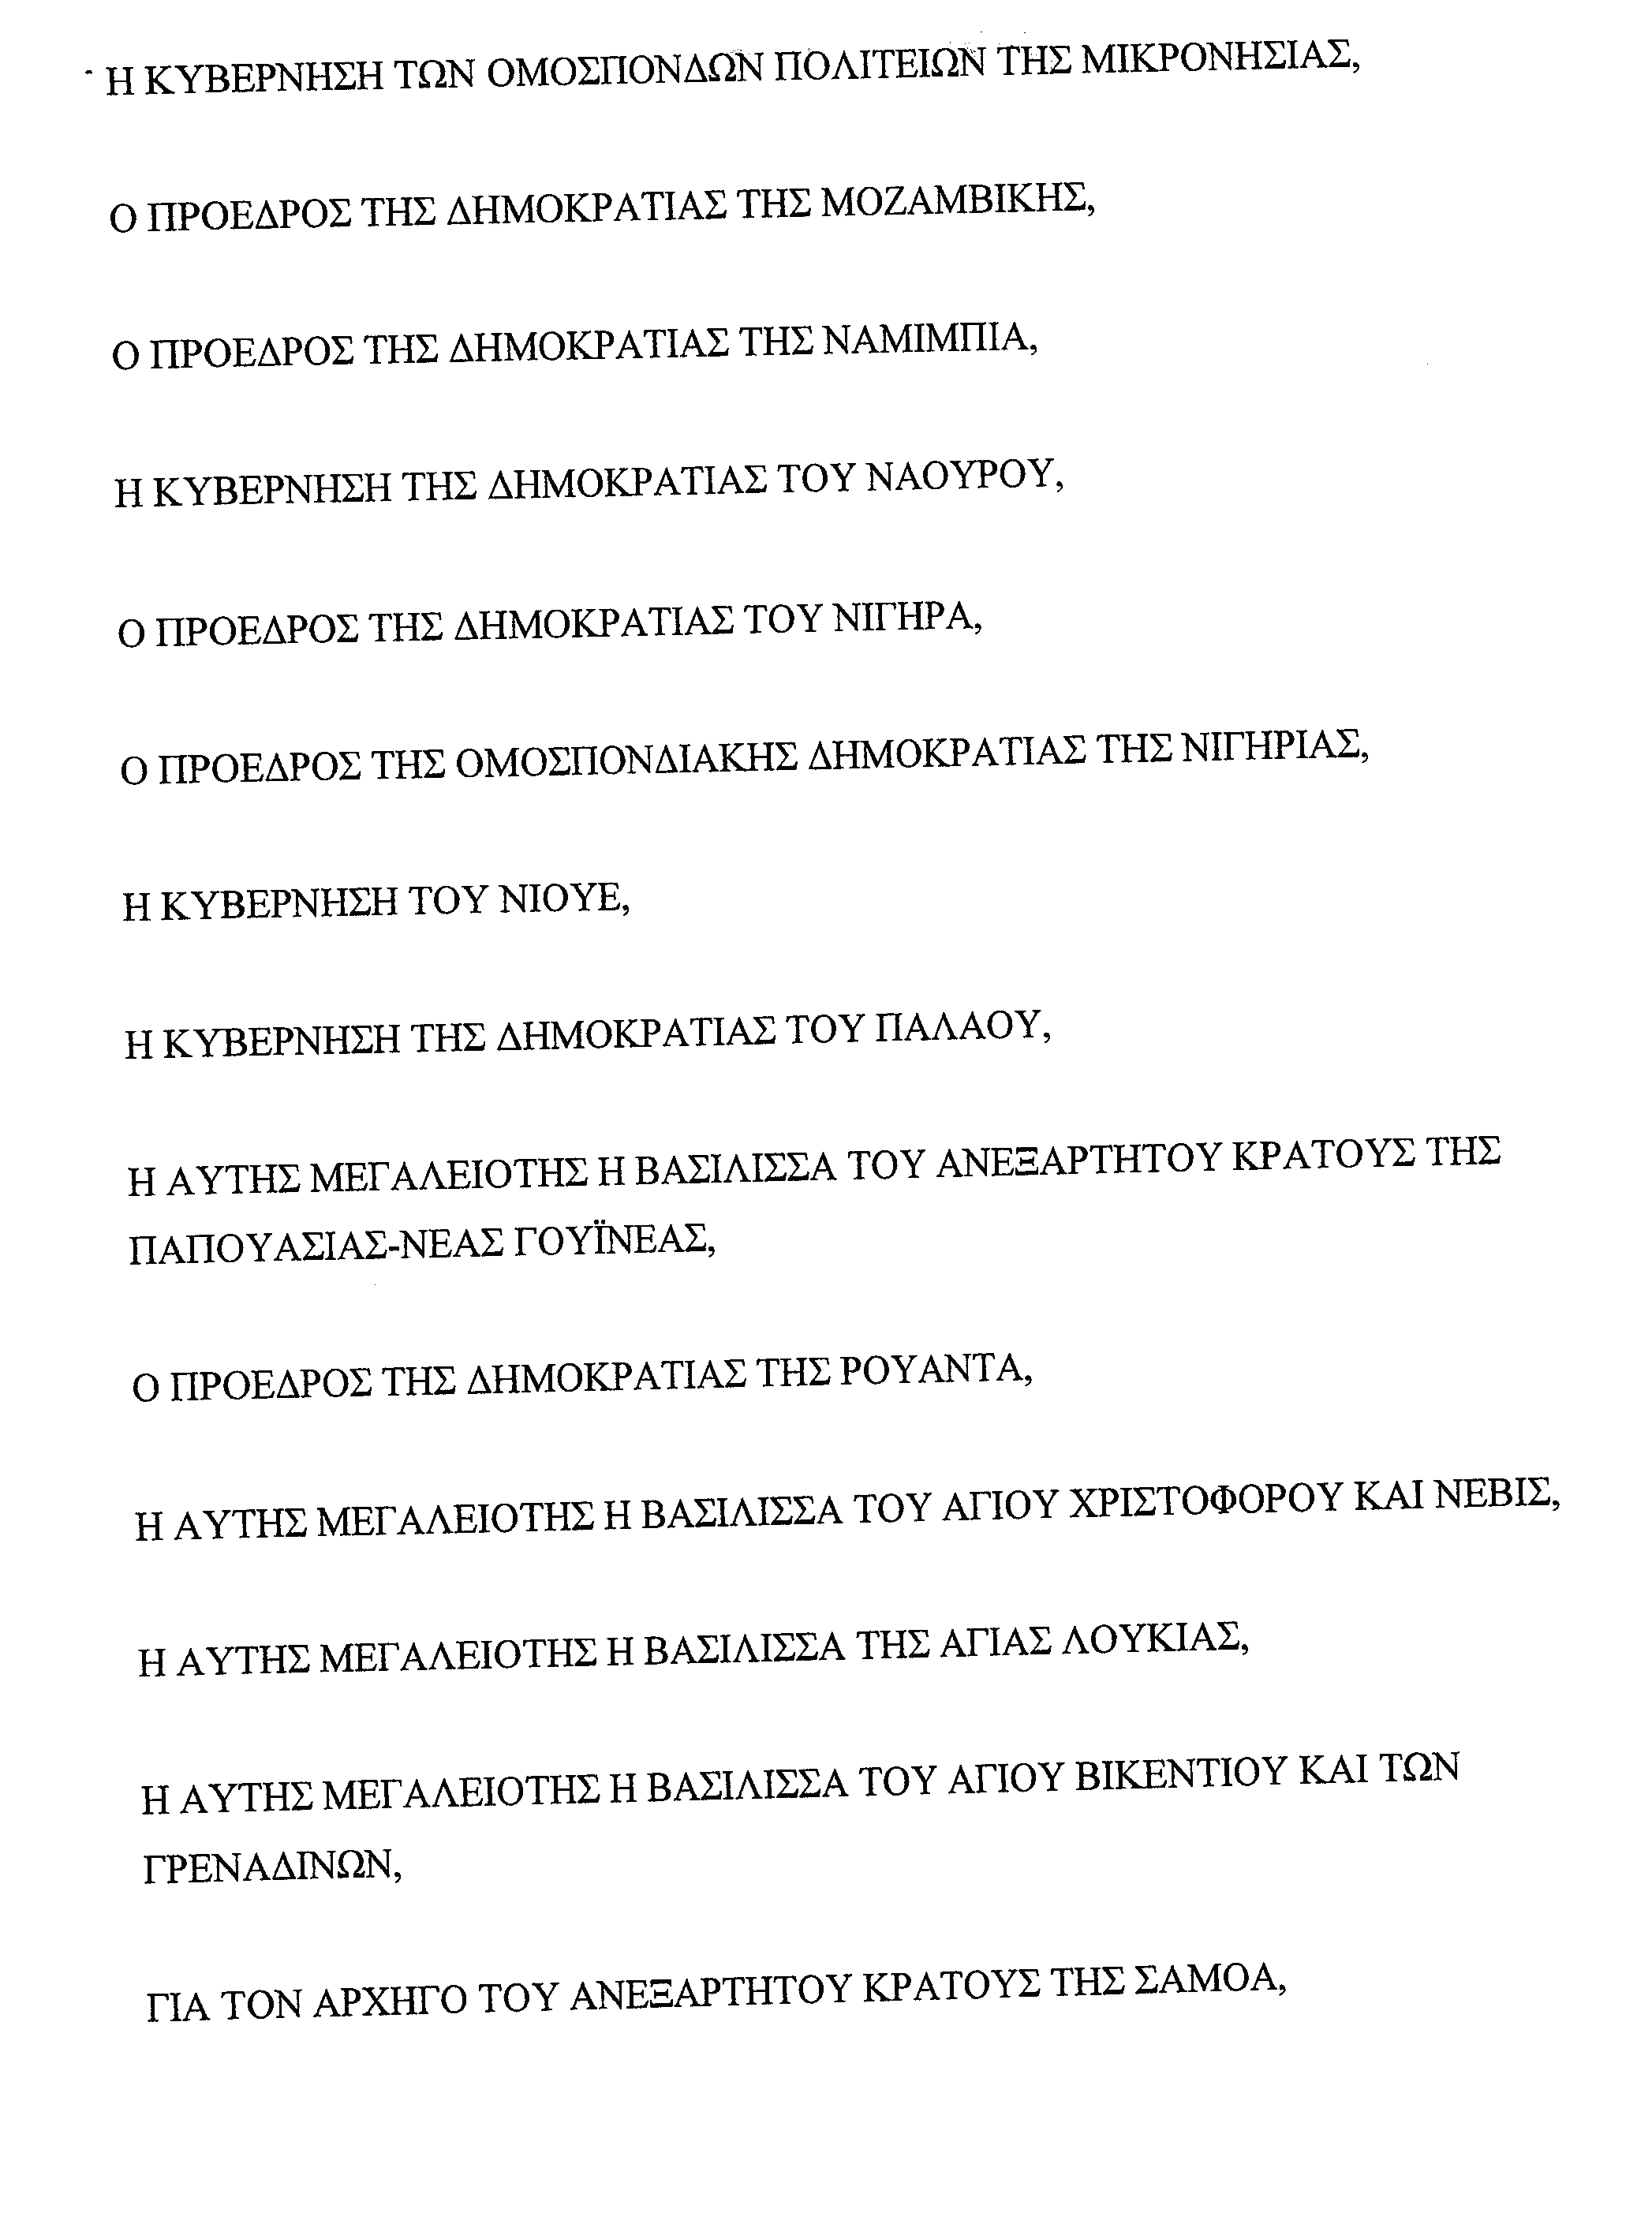 Η ΚΥΒΕΡΝΗΣΗ ΤΩΝ ΟΜΟΣΠΟΝΔΩΝ ΠΟΛΙΤΕΙΩΝ ΤΗΣ ΜΙΚΡΟΝΗΣΙΑΣ,
Ο ΠΡΟΕΔΡΟΣ ΤΗΣ ΔΗΜΟΚΡΑΤΙΑΣ ΤΗΣ ΜΟΖΑΜΒΙΚΗΣ,
Ο ΠΡΟΕΔΡΟΣ ΤΗΣ ΔΗΜΟΚΡΑΤΙΑΣ ΤΗΣ ΝΑΜΙΜΠΙΑ,
Η ΚΥΒΕΡΝΗΣΗ ΤΗΣ ΔΗΜΟΚΡΑΤΙΑΣ ΤΟΥ ΝΑΟΥΡΟΥ,
Ο ΠΡΟΕΔΡΟΣ ΤΗΣ ΔΗΜΟΚΡΑΤΙΑΣ ΤΟΥ ΝΙΓΗΡΑ,
Ο ΠΡΟΕΔΡΟΣ ΤΗΣ ΟΜΟΣΠΟΝΔΙΑΚΗΣ ΔΗΜΟΚΡΑΤΙΑΣ ΤΗΣ ΝΙΓΗΡΙΑΣ,
Η ΚΥΒΕΡΝΗΣΗ ΤΟΥ ΝΙΟΥΕ,
Η ΚΥΒΕΡΝΗΣΗ ΤΗΣ ΔΗΜΟΚΡΑΤΙΑΣ ΤΟΥ ΠΑΛΑΟΥ,
Η ΑΥΤΗΣ ΜΕΓΑΛΕΙΟΤΗΣ Η ΒΑΣΙΛΙΣΣΑ ΤΟΥ ΑΝΕΞΑΡΤΗΤΟΥ ΚΡΑΤΟΥΣ ΤΗΣ
ΠΑΠΟΥΑΣΙΑΣ-ΝΕΑΣ ΓΟΥΪΝΕΑΣ,
Ο ΠΡΟΕΔΡΟΣ ΤΗΣ ΔΗΜΟΚΡΑΤΙΑΣ ΤΗΣ ΡΟΥΑΝΤΑ,
Η ΑΥΤΗΣ ΜΕΓΑΛΕΙΟΤΗΣ Η ΒΑΣΙΛΙΣΣΑ ΤΟΥ ΑΓΙΟΥ ΧΡΙΣΤΟΦΟΡΟΥ ΚΑΙ ΝΕΒΙΣ,
Η ΑΥΤΗΣ ΜΕΓΑΛΕΙΟΤΗΣ Η ΒΑΣΙΛΙΣΣΑ ΤΗΣ ΑΓΙΑΣ ΛΟΥΚΙΑΣ,
Η ΑΥΤΗΣ ΜΕΓΑΛΕΙΟΤΗΣ Η ΒΑΣΙΛΙΣΣΑ ΤΟΥ ΑΓΙΟΥ ΒΙΚΕΝΤΙΟΥ ΚΑΙ ΤΩΝ
ΓΡΕΝΑΔΙΝΩΝ,
ΓΙΑ ΤΟΝ ΑΡΧΗΓΟ ΤΟΥ ΑΝΕΞΑΡΤΗΤΟΥ ΚΡΑΤΟΥΣ ΤΗΣ ΣΑΜΟΑ,